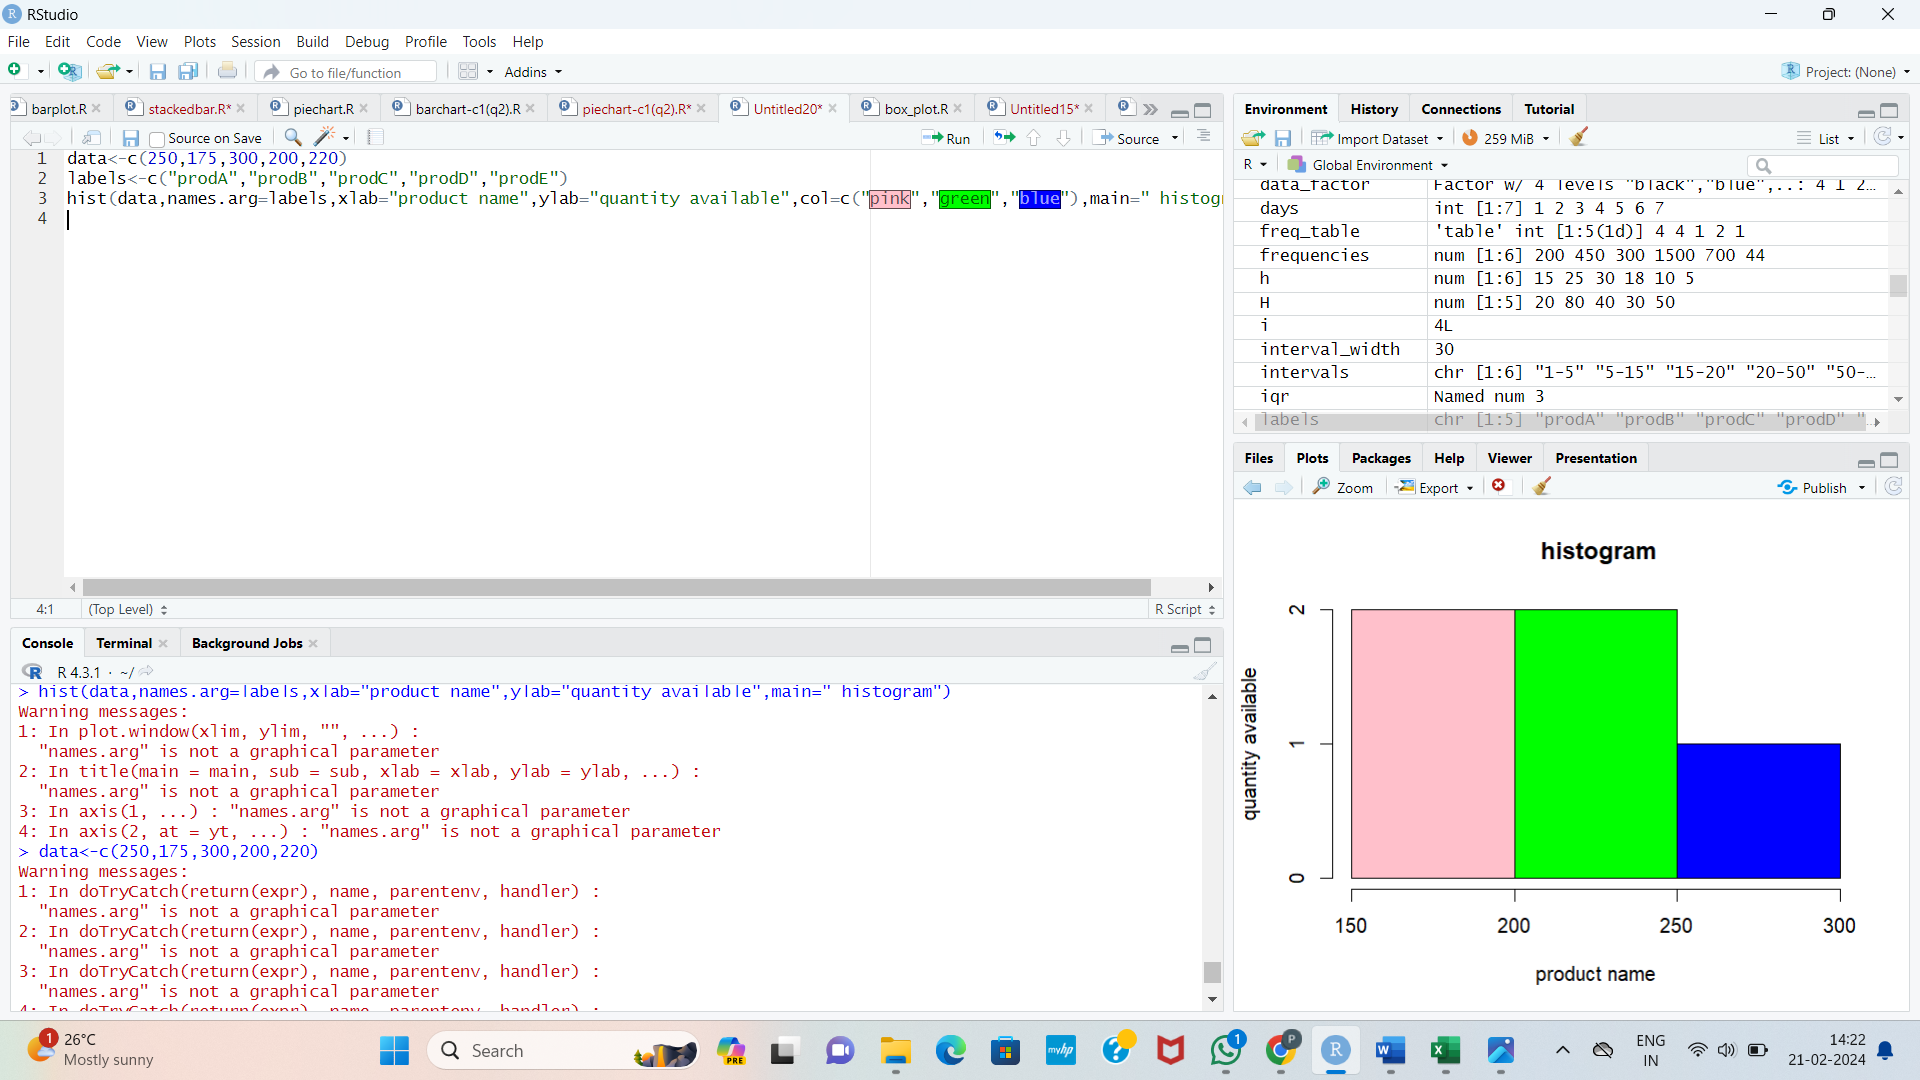 RStudio
File Edit Code View Plots Session Build Debug Profile Tools Help
Go to file/function Addins Project: (None)
barplot.R stackedbar.R* piechart.R barchart-c1(q2).R piechart-c1(q2).R* Untitled20* box_plot.R Untitled15*
Source on Save Run Source
1 data<-c(250,175,300,200,220)
2 labels<-c("prodA","prodB","prodC","prodD","prodE")
3 hist(data,names.arg=labels,xlab="product name",ylab="quantity available",col=c("pink","green","blue"),main=" histogr
4
4:1 (Top Level) R Script
Console Terminal Background Jobs
R 4.3.1 · ~/
> hist(data,names.arg=labels,xlab="product name",ylab="quantity available",main=" histogram")
Warning messages:
1: In plot.window(xlim, ylim, "", ...) :
"names.arg" is not a graphical parameter
2: In title(main = main, sub = sub, xlab = xlab, ylab = ylab, ...) :
"names.arg" is not a graphical parameter
3: In axis(1, ...) : "names.arg" is not a graphical parameter
4: In axis(2, at = yt, ...) : "names.arg" is not a graphical parameter
> data<-c(250,175,300,200,220)
Warning messages:
1: In doTryCatch(return(expr), name, parentenv, handler) :
"names.arg" is not a graphical parameter
2: In doTryCatch(return(expr), name, parentenv, handler) :
"names.arg" is not a graphical parameter
3: In doTryCatch(return(expr), name, parentenv, handler) :
"names.arg" is not a graphical parameter
4: In doTryCatch(return(expr), name, parentenv, handler) :
Environment History Connections Tutorial
Import Dataset 259 MiB List
R Global Environment
data_factor Factor w/ 4 levels "black","blue",..: 4 1 2...
days int [1:7] 1 2 3 4 5 6 7
freq_table 'table' int [1:5(1d)] 4 4 1 2 1
frequencies num [1:6] 200 450 300 1500 700 44
h num [1:6] 15 25 30 18 10 5
H num [1:5] 20 80 40 30 50
i 4L
interval_width 30
intervals chr [1:6] "1-5" "5-15" "15-20" "20-50" "50-...
iqr Named num 3
labels chr [1:5] "prodA" "prodB" "prodC" "prodD" "...
Files Plots Packages Help Viewer Presentation
Zoom Export Publish
histogram
quantity available
2
1
0
150 200 250 300
product name
1 26°C
Mostly sunny
Search
PRE
myhp
1
P
ENG
IN
14:22
21-02-2024